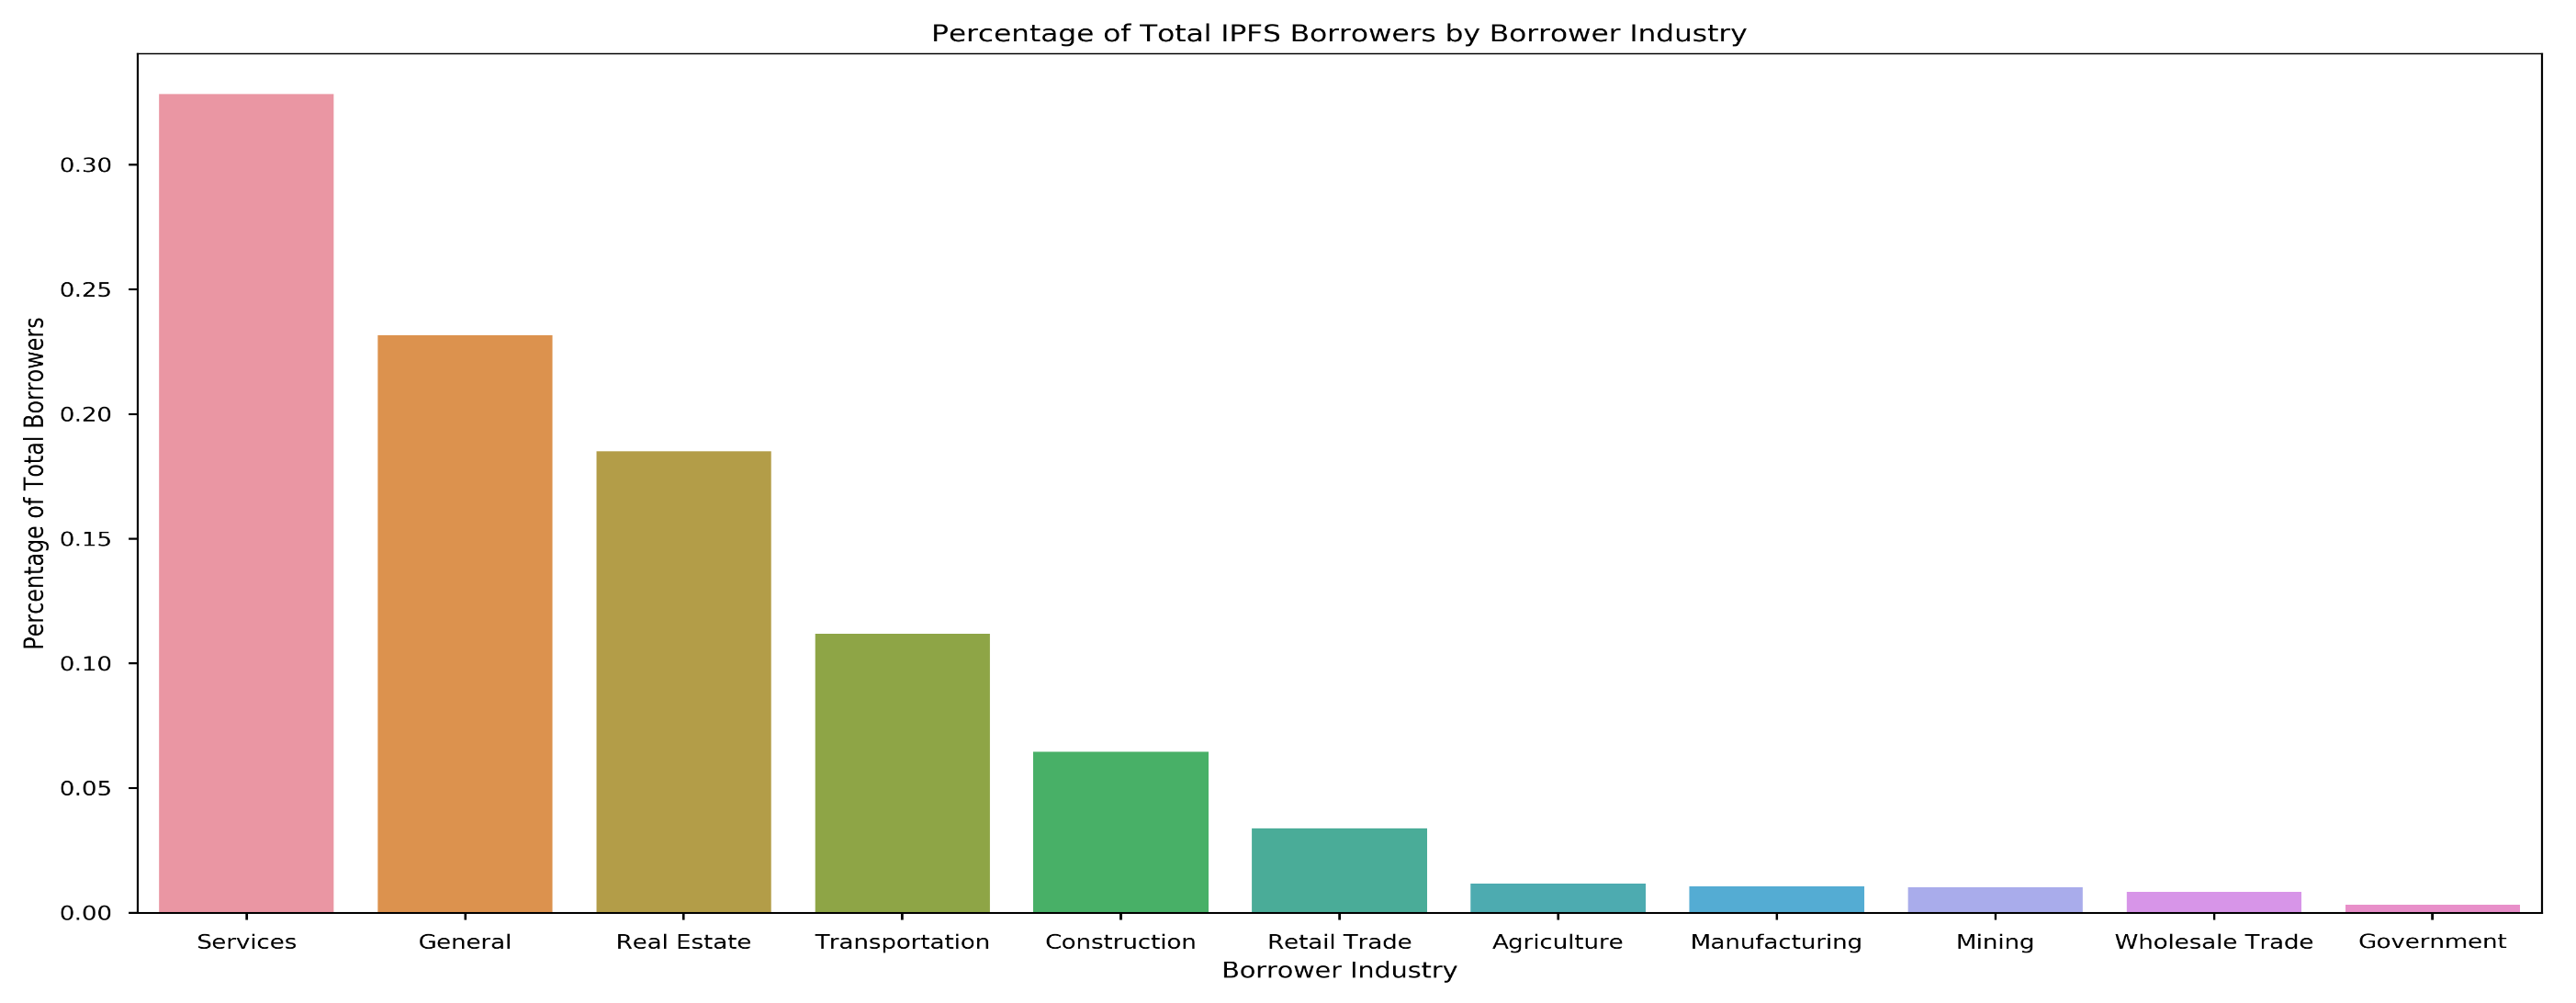 Percentage of Total IPFS Borrowers by Borrower Industry
Percentage of Total Borrowers
0.30
0.25
0.20
0.15
0.10
0.05
0.00
Services General Real Estate Transportation Construction Retail Trade Agriculture Manufacturing Mining Wholesale Trade Government
Borrower Industry